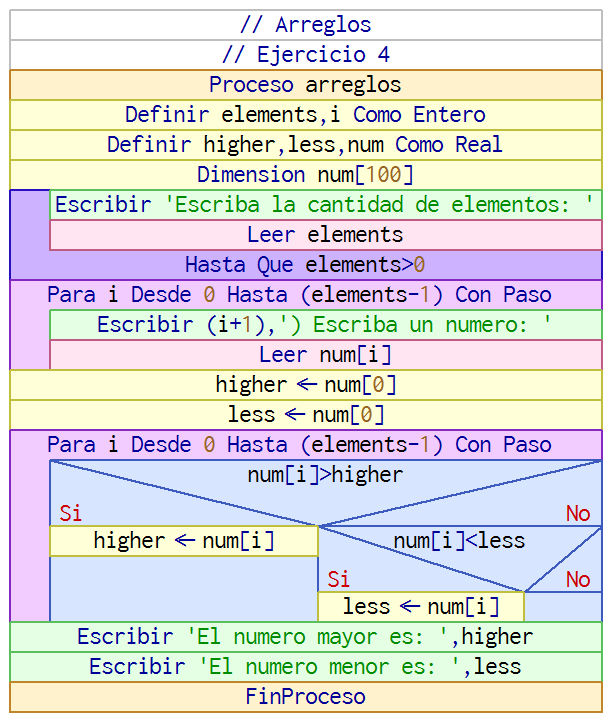 // Arreglos
// Ejercicio 4
Proceso arreglos
Definir elements,i Como Entero
Definir higher,less,num Como Real
Dimension num[100]
Escribir 'Escriba la cantidad de elementos: '
Leer elements
Hasta Que elements>0
Para i Desde 0 Hasta (elements-1) Con Paso
Escribir (i+1),') Escriba un numero: '
Leer num[i]
higher ← num[0]
less ← num[0]
Para i Desde 0 Hasta (elements-1) Con Paso
num[i]>higher
Si No
higher ← num[i] num[i]<less
Si No
less ← num[i]
Escribir 'El numero mayor es: ',higher
Escribir 'El numero menor es: ',less
FinProceso